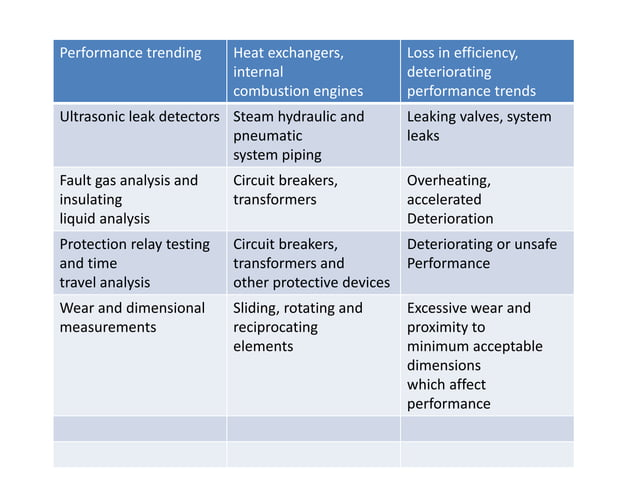 Performance trending
Heat exchangers,
internal
combustion engines
Loss in efficiency,
deteriorating
performance trends
Ultrasonic leak detectors
Steam hydraulic and
pneumatic
system piping
Leaking valves, system
leaks
Fault gas analysis and
insulating
liquid analysis
Circuit breakers,
transformers
Overheating,
accelerated
Deterioration
Protection relay testing
and time
travel analysis
Circuit breakers,
transformers and
other protective devices
Deteriorating or unsafe
Performance
Wear and dimensional
measurements
Sliding, rotating and
reciprocating
elements
Excessive wear and
proximity to
minimum acceptable
dimensions
which affect
performance